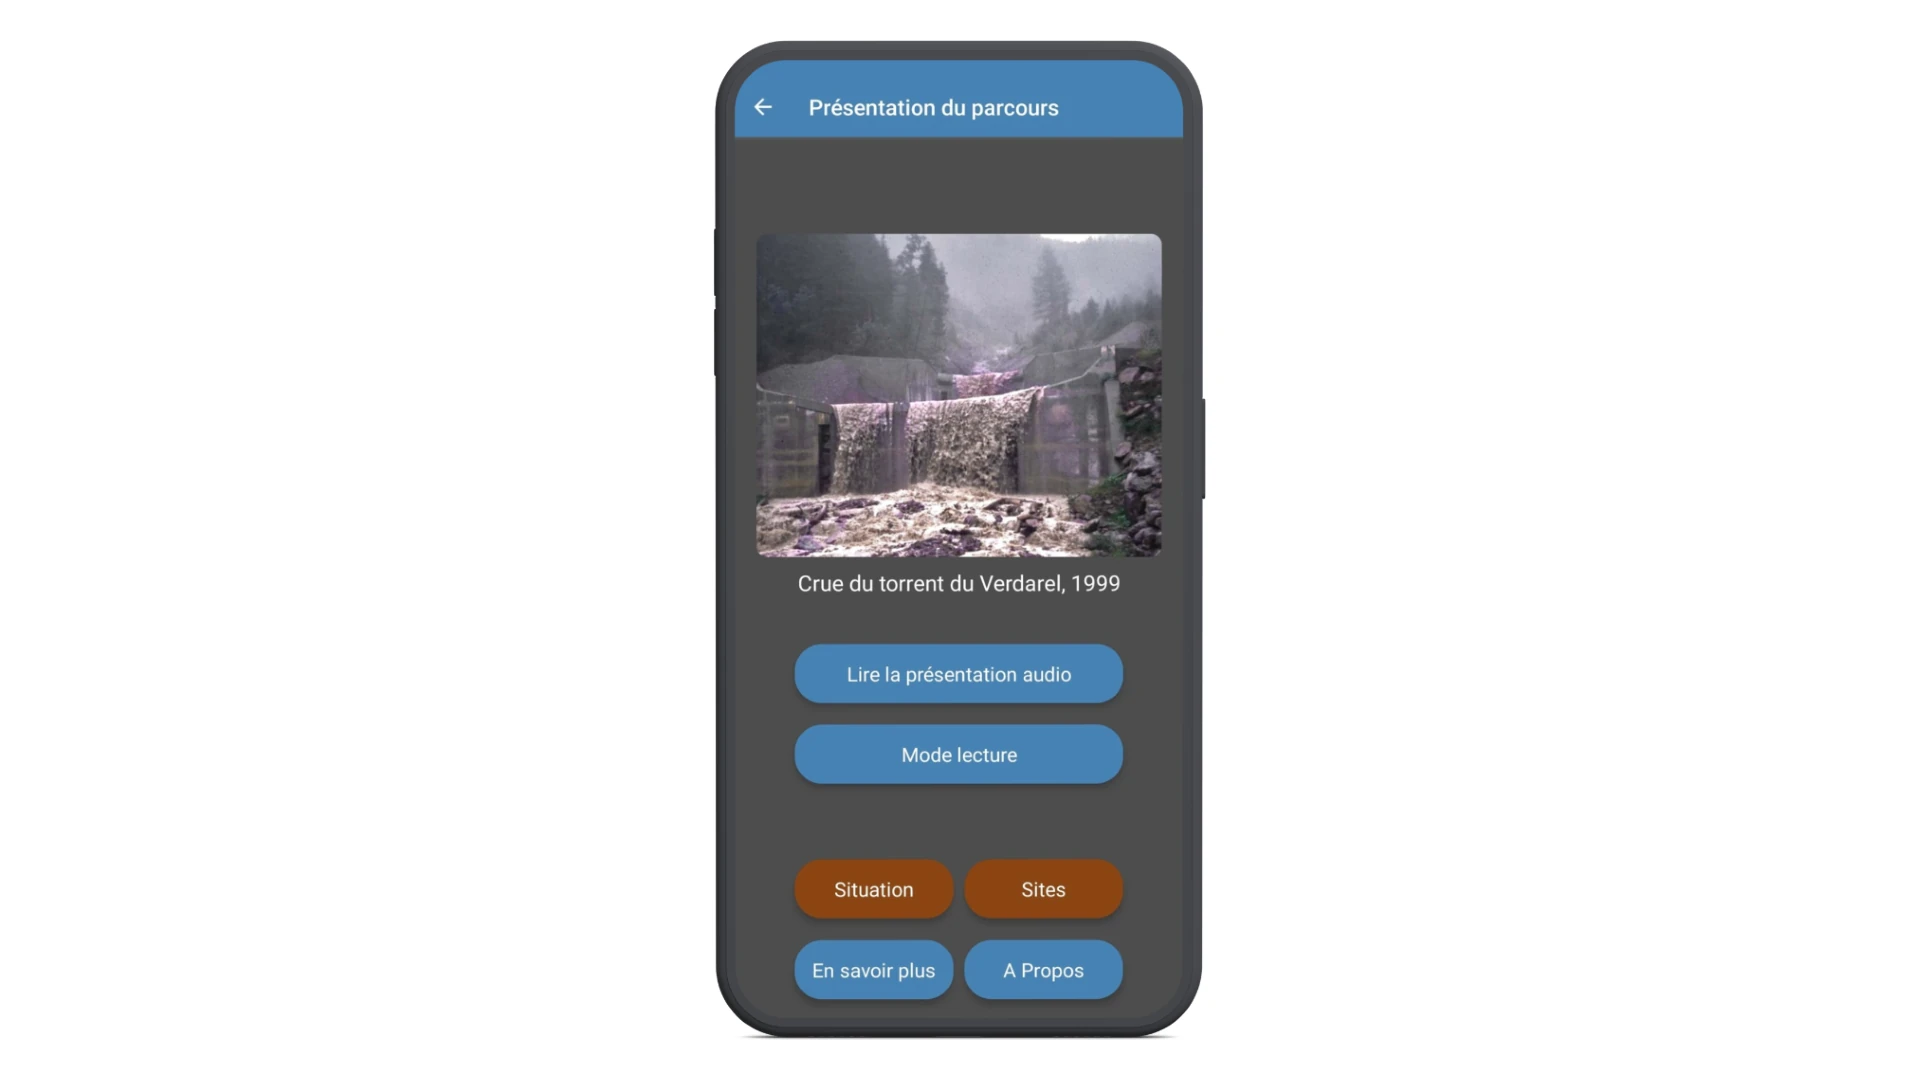 Présentation du parcours
Crue du torrent du Verdarel, 1999
Lire la présentation audio
Mode lecture
Situation
Sites
En savoir plus
A Propos